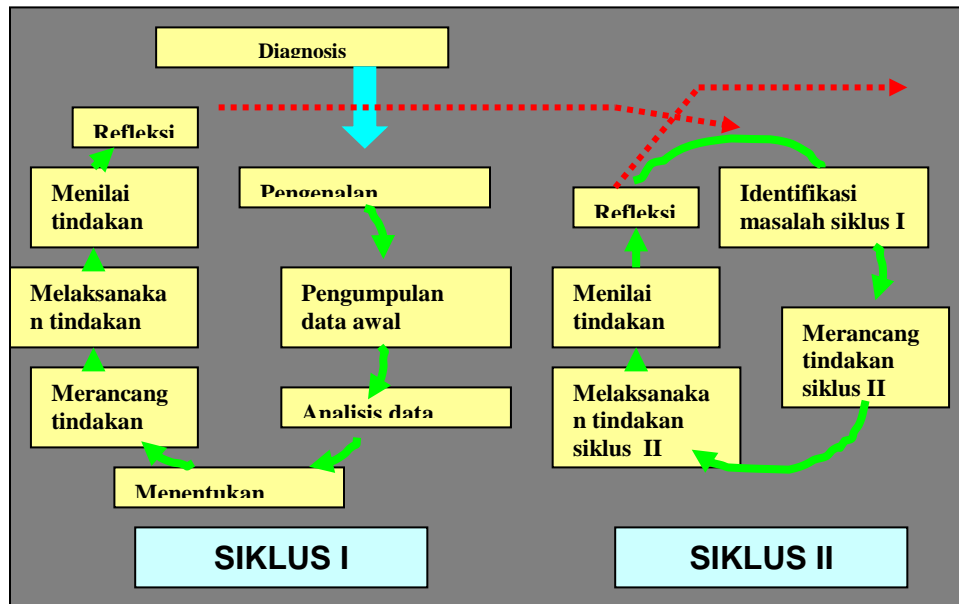 Diagnosis
Refleksi
Menilai
tindakan
Melaksanaka
n tindakan
Merancang
tindakan
Pengenalan
Pengumpulan
data awal
Analisis data
Menentukan
SIKLUS I
Refleksi
Menilai
tindakan
Melaksanaka
n tindakan
siklus II
Identifikasi
masalah siklus I
Merancang
tindakan
siklus II
SIKLUS II